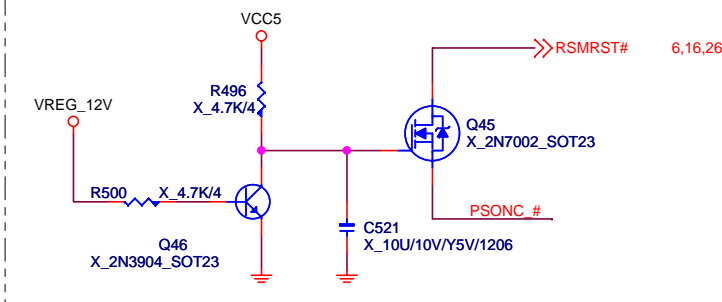 VCC5
RSMRST# 6,16,26
R496
X_4.7K/4
VREG_12V
Q45
X_2N7002_SOT23
R500 X_4.7K/4
PSONC_#
C521
X_10U/10V/Y5V/1206
Q46
X_2N3904_SOT23